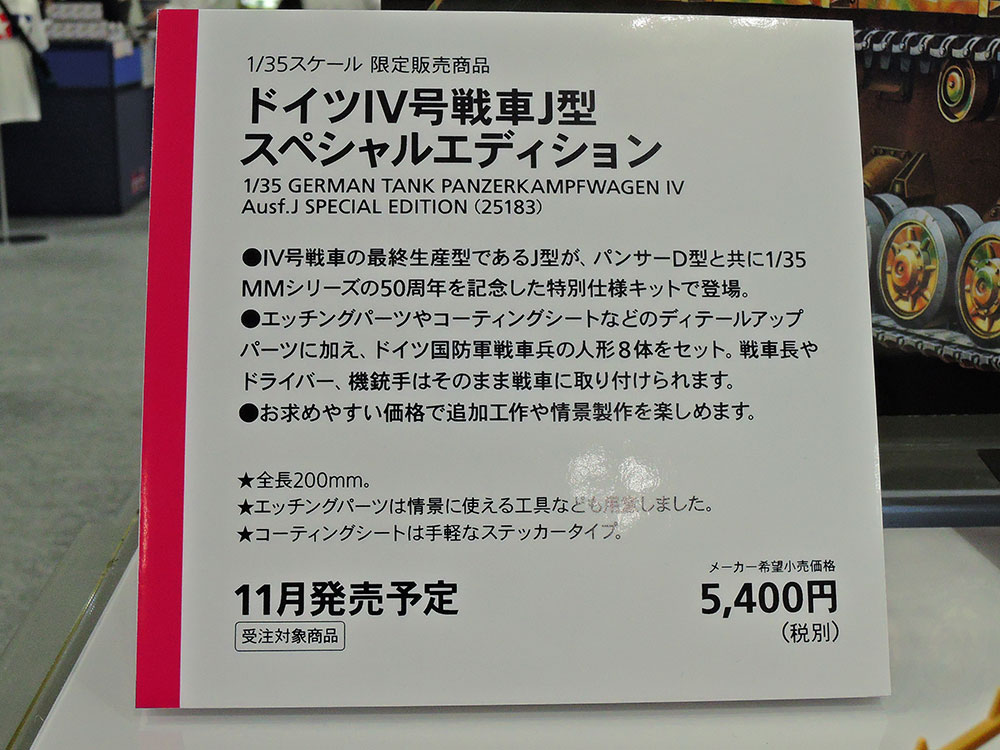 1/35スケール 限定販売商品
ドイツIV号戦車J型
スペシャルエディション
1/35 GERMAN TANK PANZERKAMPFWAGEN IV
Ausf.J SPECIAL EDITION (25183)
●IV号戦車の最終生産型であるJ型が、パンサーD型と共に1/35
MMシリーズの50周年を記念した特別仕様キットで登場。
●エッチングパーツやコーティングシートなどのディテールアップ
パーツに加え、ドイツ国防軍戦車兵の人形8体をセット。戦車長や
ドライバー、機銃手はそのまま戦車に取り付けられます。
●お求めやすい価格で追加工作や情景製作を楽しめます。
★全長200mm。
★エッチングパーツは情景に使える工具なども用意しました。
★コーティングシートは手軽なステッカータイプ。
11月発売予定
受注対象商品
メーカー希望小売価格
5,400円
(税別)